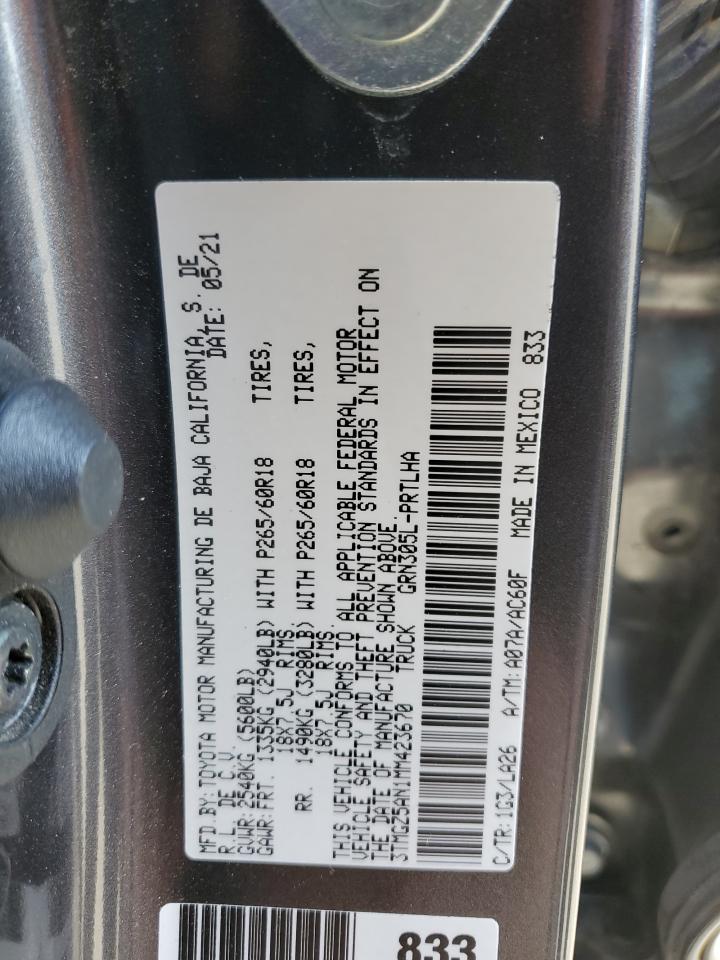 MFD.BY:TOYOTA MOTOR MANUFACTURING DE BAJA CALIFORNIA,S. DE
R.L. DE C.V. DATE: 05/21
GVWR:2540KG (5600LB)
GAWR:FRT. 1335KG (2940LB) WITH P265/60R18 TIRES,
18X7.5J RIMS
RR. 1490KG (3280LB) WITH P265/60R18 TIRES,
18X7.5J RIMS.
THIS VEHICLE CONFORMS TO ALL APPLICABLE FEDERAL MOTOR
VEHICLE SAFETY AND THEFT PREVENTION STANDARDS IN EFFECT ON
THE DATE OF MANUFACTURE SHOWN ABOVE.
3TMGZ5AN1MM423670 TRUCK GRN305L-PRTLHA
C/TR:1G3/LA26 A/TM:A07A/AC60F MADE IN MEXICO 833
833